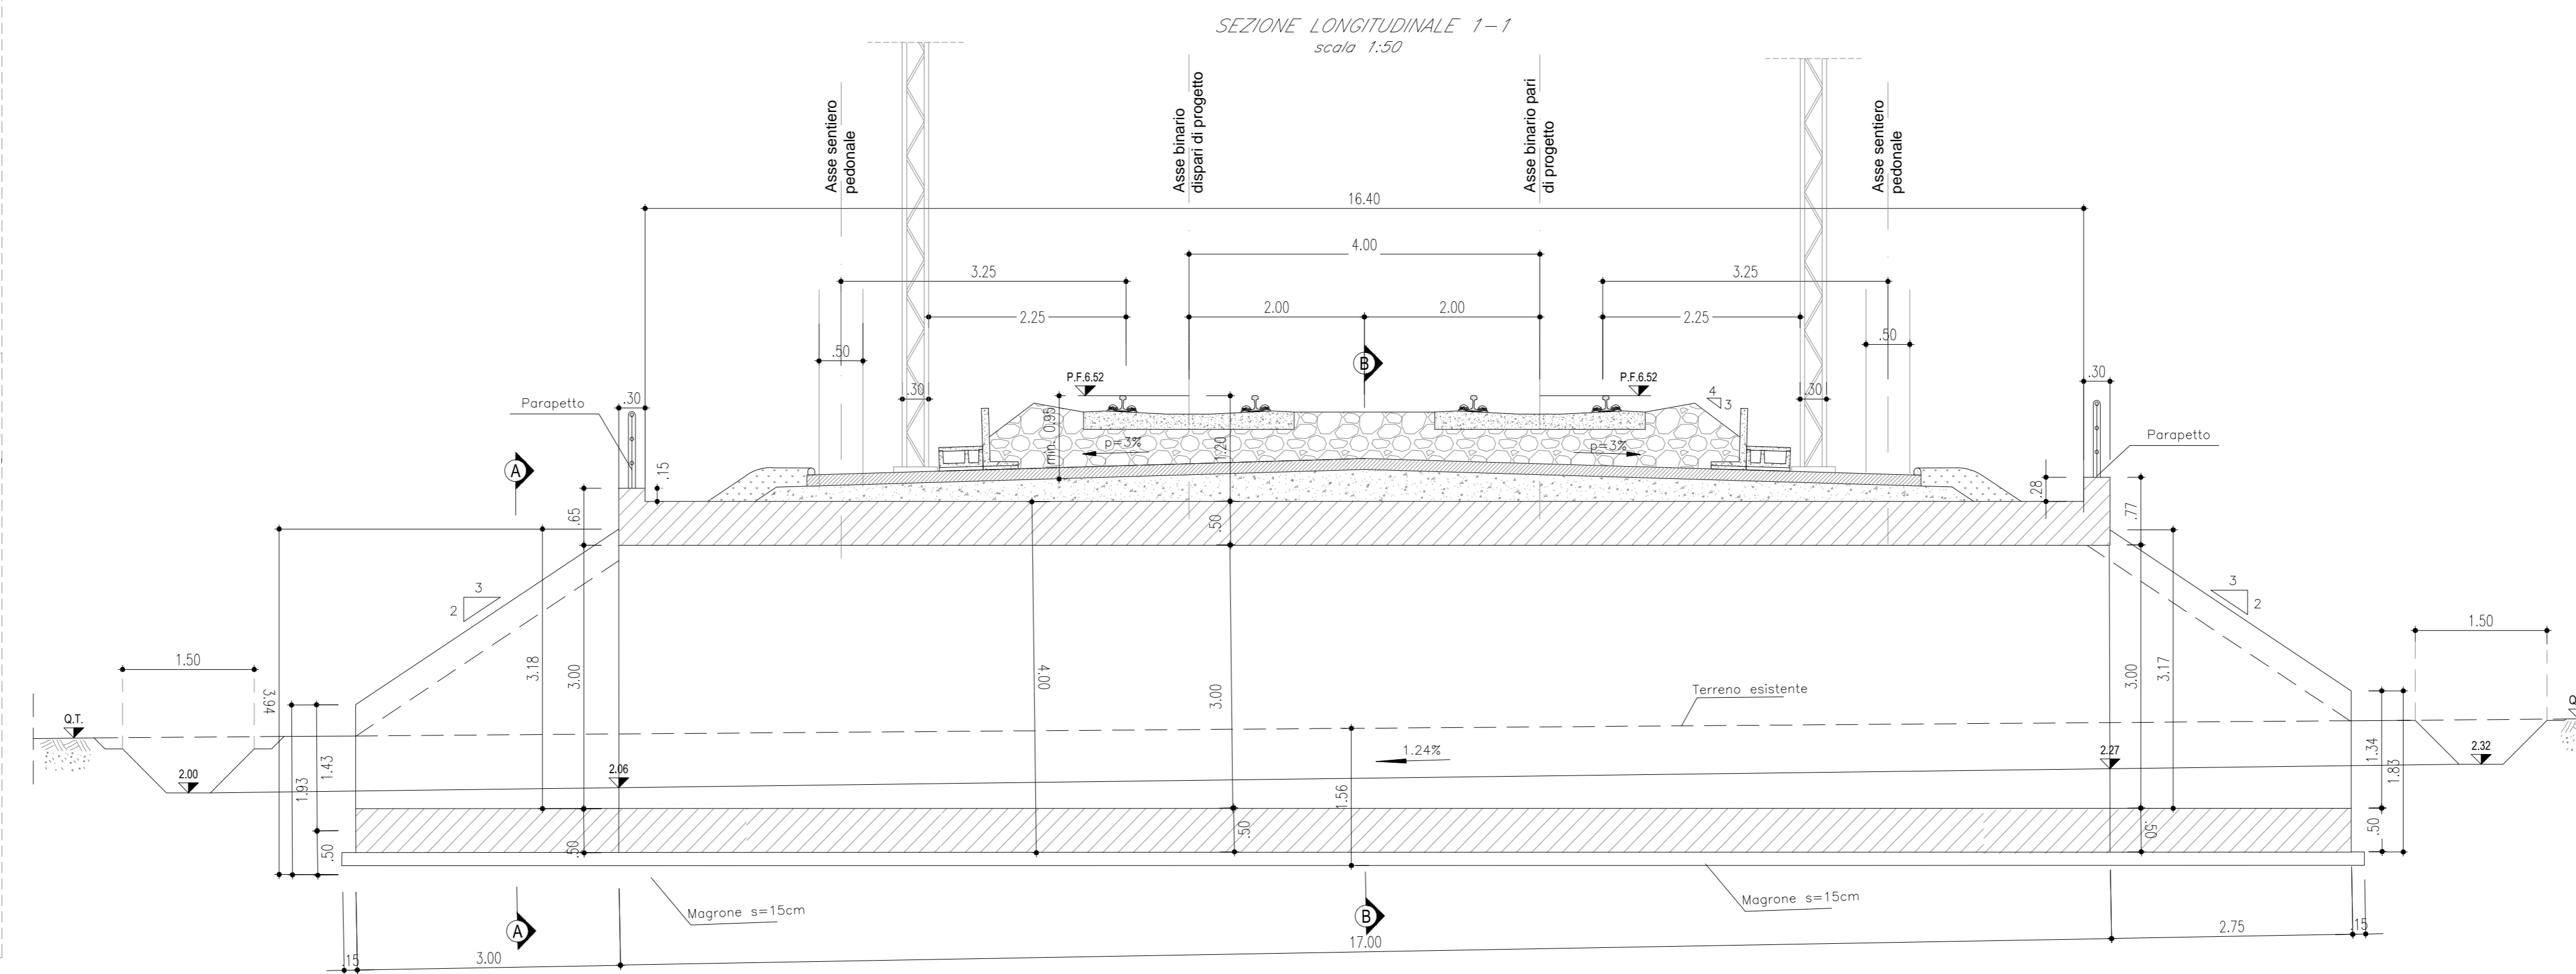 SEZIONE LONGITUDINALE 1-1
scala 1:50
Asse sentiero
pedonale
Asse binario
dispari di progetto
Asse binario pari
di progetto
Asse sentiero
pedonale
16.40
4.00
3.25
3.25
2.00
2.00
2.25
2.25
.50
.50
B
P.F.6.52
P.F.6.52
.30
.30
.30
.30
4
3
Parapetto
Parapetto
min. 0.95
1.20
p=3%
p=3%
A
.15
.28
.65
.50
.77
3
2
3
2
1.50
1.50
3.94
3.18
3.00
4.00
3.00
3.00
3.17
Terreno esistente
Q.T.
1.24%
2.00
2.06
2.27
2.32
1.93
1.43
1.56
1.34
1.83
.50
.50
.50
.50
.50
Magrone s=15cm
Magrone s=15cm
A
B
.15
3.00
17.00
2.75
.15